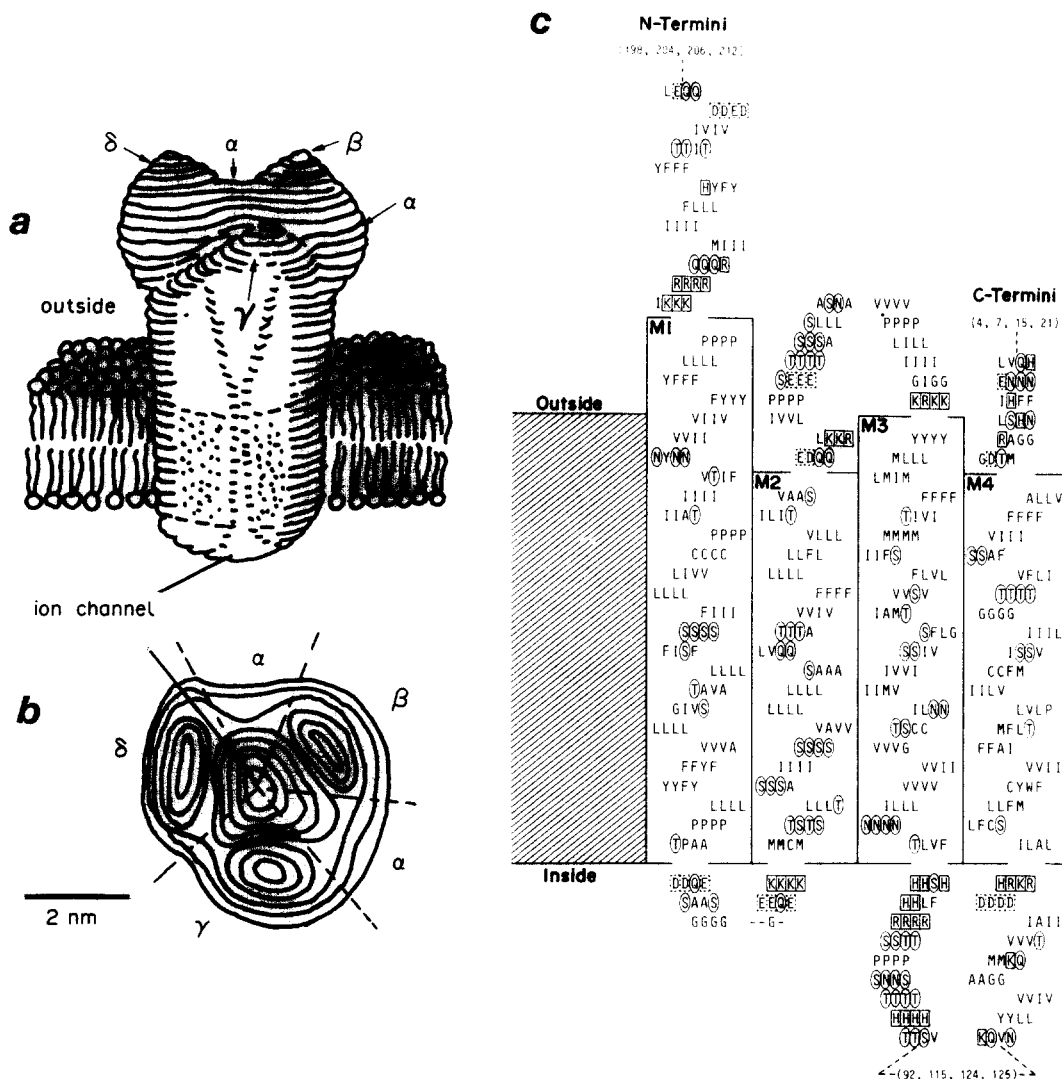 a
δ
α
β
α
γ
outside
ion channel
b
α
β
δ
α
γ
2 nm
c
N-Termini
(198, 204, 206, 212)
LEQQ
DDED
IVIV
TTIT
YFFF
HYFY
FLLL
IIII
MIII
QQQR
RRRR
IKKK
M1
PPPP
LLLL
YFFF
FYYY
VIIV
VVII
NYNN
VTIF
IIII
IIAT
PPPP
CCCC
LIVV
LLLL
FIII
SSSS
FISF
LLLL
TAVA
GIVS
LLLL
VVVA
FFYF
YYFY
LLLL
PPPP
TPAA
DDQE
SAAS
GGGG
ASNA
SLLL
SSSA
TTTT
SEEE
PPPP
IVVL
LKKR
EDQQ
M2
VAAS
ILIT
VLLL
LLFL
LLLL
FFFF
VVIV
TTTA
LVQQ
SAAA
LLLL
LLLL
VAVV
SSSS
IIII
SSSA
LLLT
TSTS
MMCM
KKKK
EEQE
--G-
VVVV
PPPP
LILL
IIII
GIGG
KRKK
M3
YYYY
MLLL
LMIM
FFFF
TIVI
MMMM
IIFS
FLVL
VVSV
IAMT
SFLG
SSIV
IVVI
IIMV
ILNN
TSCC
VVVG
VVII
VVVV
ILLL
NNNN
TLVF
HHSH
HHLF
RRRR
SSTT
PPPP
SNNS
TTTT
HHHH
TTSV
C-Termini
(4, 7, 15, 21)
LVQH
ENNN
IHFF
LSHN
RAGG
GDTM
M4
ALLV
FFFF
VIII
SSAF
VFLI
TTTT
GGGG
IIIL
ISSV
CCFM
IILV
LVLP
MFLT
FFAI
VVII
CYWF
LLFM
LFCS
ILAL
HRKR
DDDD
IAII
VVVT
MMKQ
AAGG
VVIV
YYLL
KQVN
(92, 115, 124, 125)
Outside
Inside